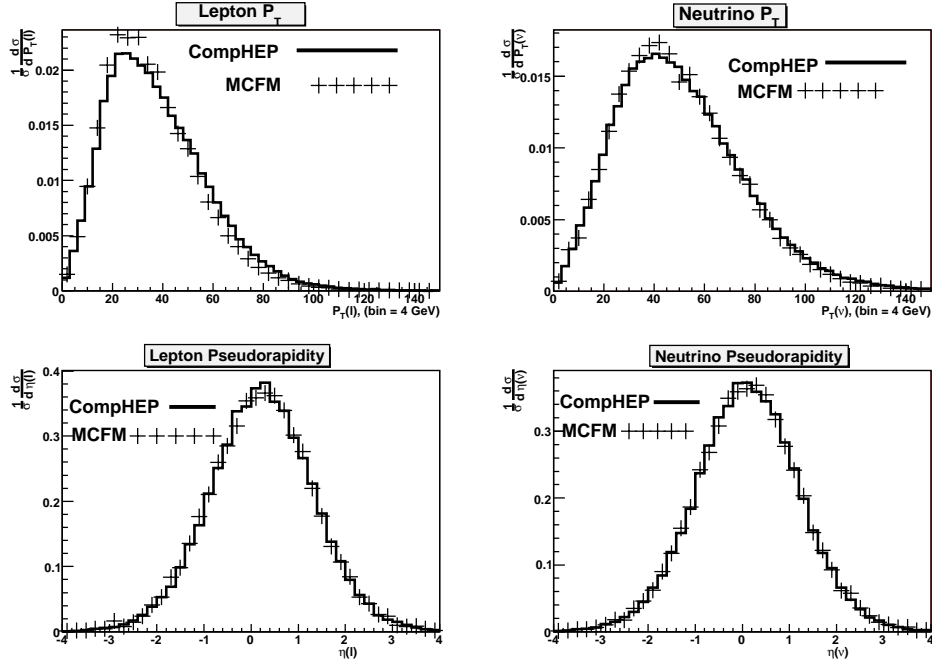 Lepton P_T
1/σ dσ/dP_T(l)
CompHEP
MCFM
0.02
0.015
0.01
0.005
0
0 20 40 60 80 100 120 140
P_T(l), (bin = 4 GeV)
Neutrino P_T
1/σ dσ/dP_T(ν)
CompHEP
MCFM
0.015
0.01
0.005
0
0 20 40 60 80 100 120 140
P_T(ν), (bin = 4 GeV)
Lepton Pseudorapidity
1/σ dσ/dη(l)
CompHEP
MCFM
0.4
0.3
0.2
0.1
0
-4 -3 -2 -1 0 1 2 3 4
η(l)
Neutrino Pseudorapidity
1/σ dσ/dη(ν)
CompHEP
MCFM
0.3
0.2
0.1
0
-4 -3 -2 -1 0 1 2 3 4
η(ν)